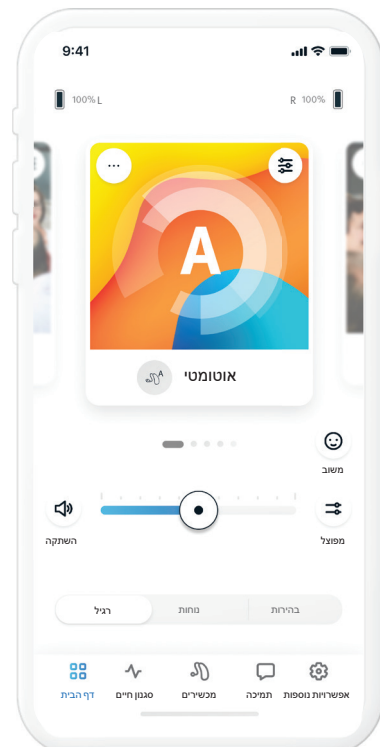 9:41
100% L
R 100%
...
A
A
אוטומטי
משוב
השתקה
מפוצל
רגיל
נוחות
בהירות
דף הבית
סגנון חיים
מכשירים
תמיכה
אפשרויות נוספות